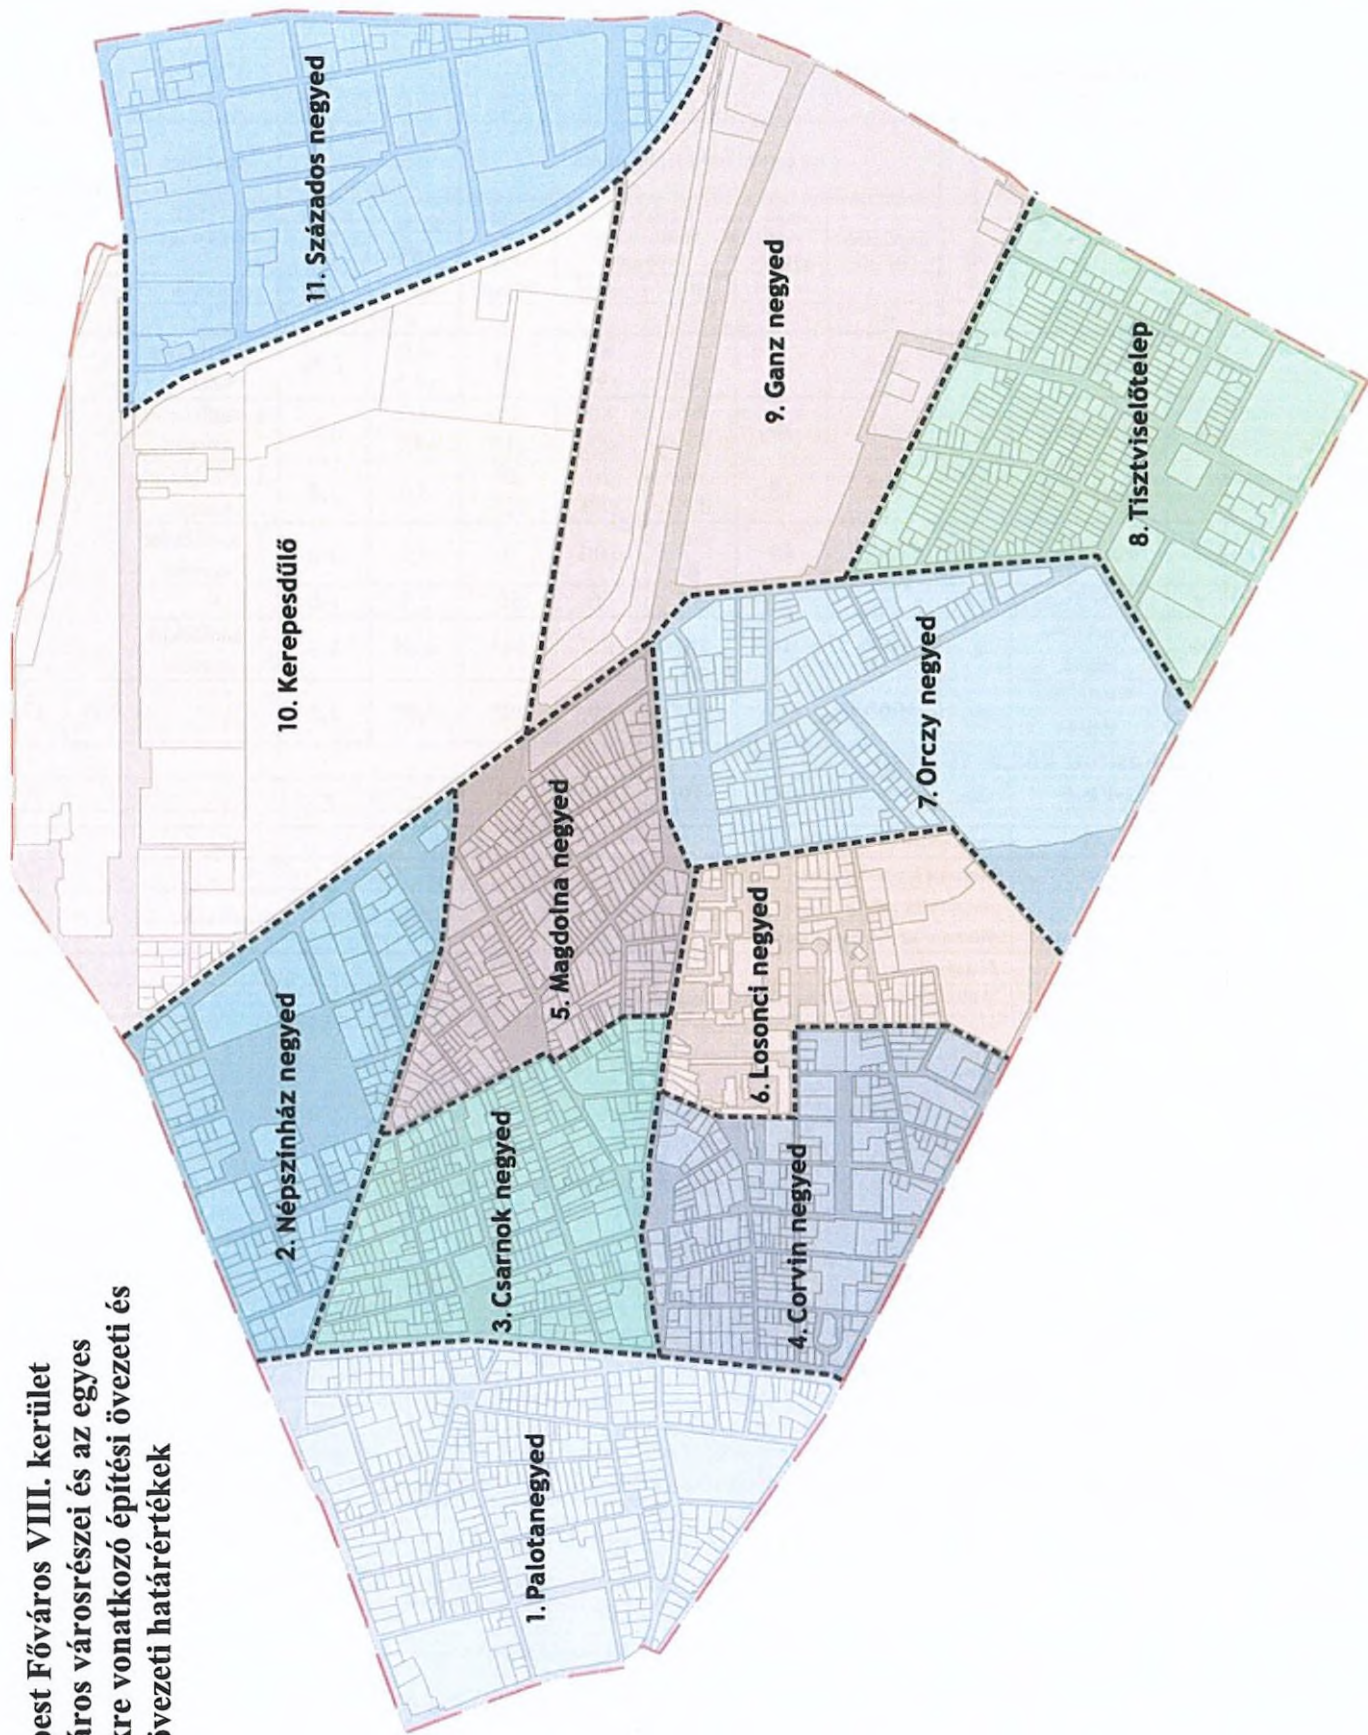 best Főváros VIII. kerület
áros városrészei és az egyes
kre vonatkozó építési övezeti és
övezeti határértékek
1. Palotanegyed
2. Népszínház negyed
3. Csarnok negyed
4. Corvin negyed
5. Magdolna negyed
6. Losonci negyed
7. Orczy negyed
8. Tisztviselőtelep
9. Ganz negyed
10. Kerepesdűlő
11. Százados negyed